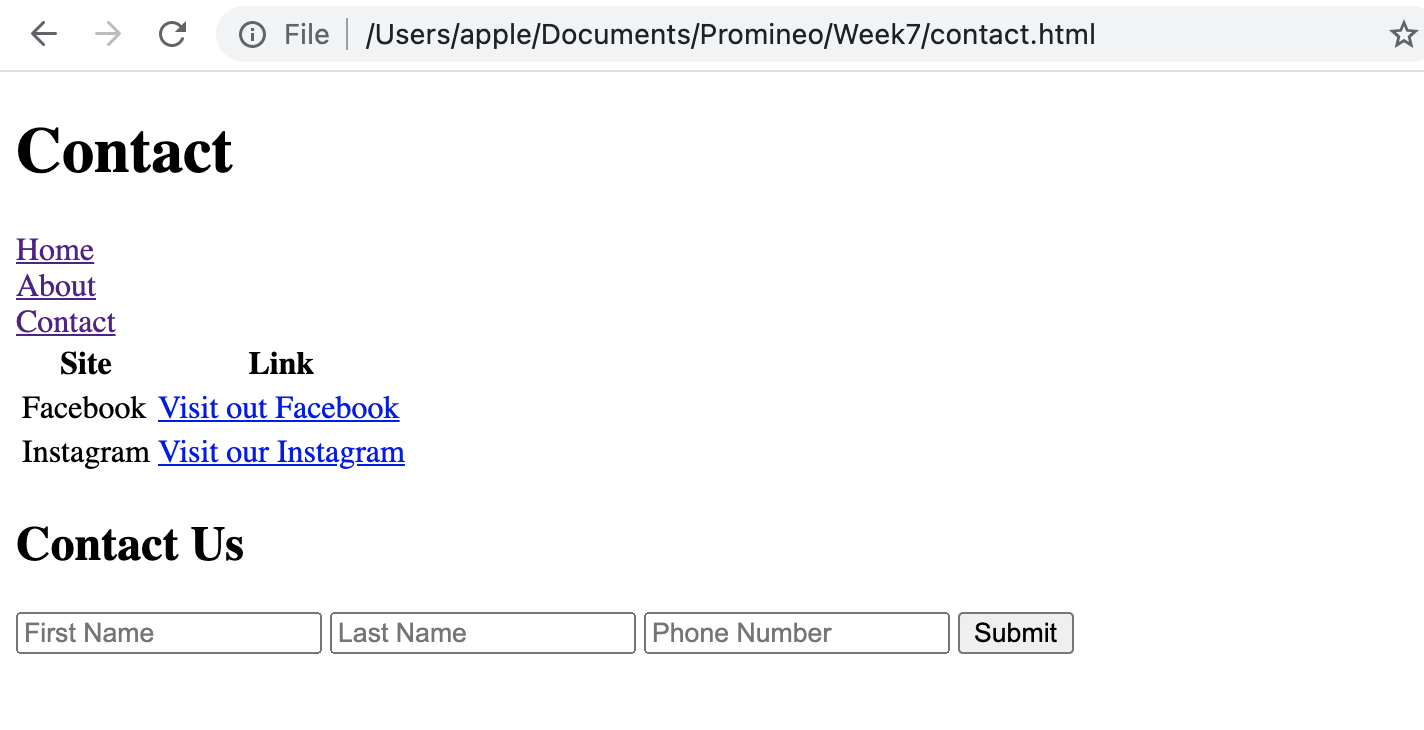 File | /Users/apple/Documents/Promineo/Week7/contact.html
Contact
Home
About
Contact
Site Link
Facebook Visit out Facebook
Instagram Visit our Instagram
Contact Us
First Name Last Name Phone Number Submit